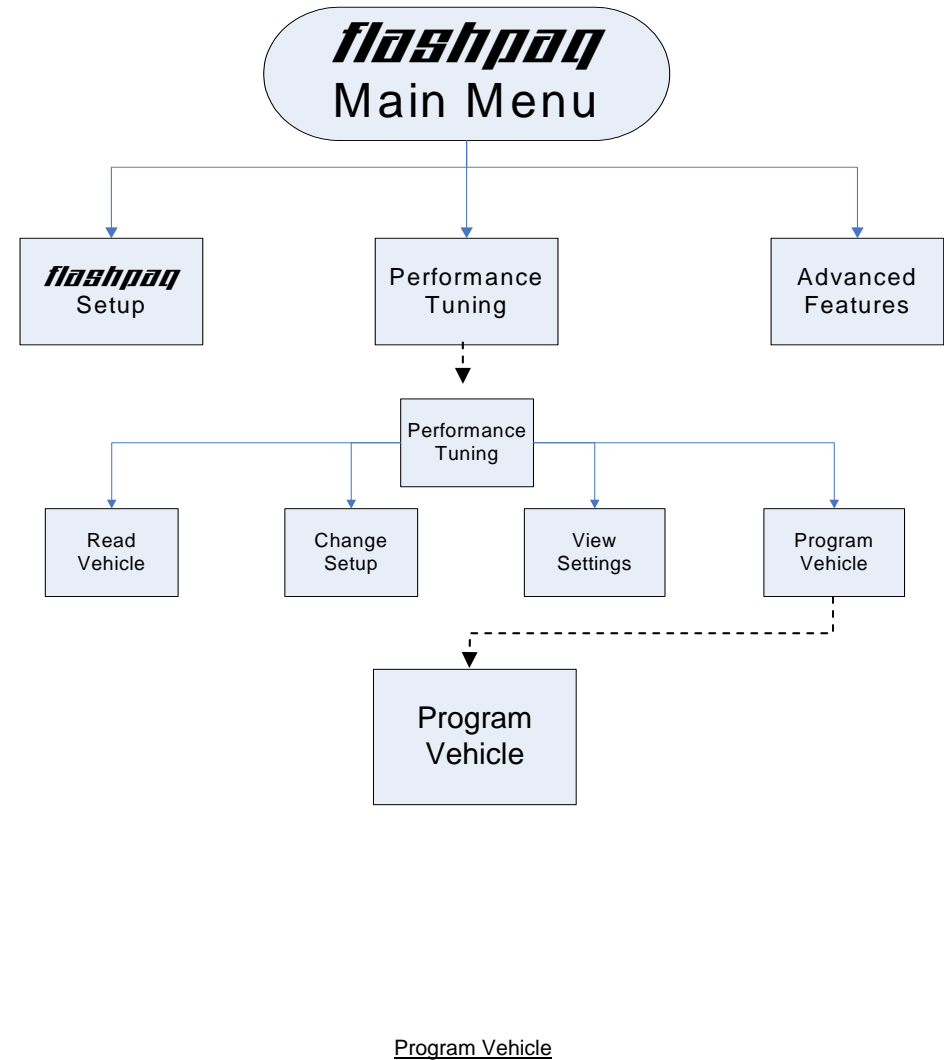 flashpaq
Main Menu
flashpaq
Setup
Performance
Tuning
Advanced
Features
Performance
Tuning
Read
Vehicle
Change
Setup
View
Settings
Program
Vehicle
Program
Vehicle
Program Vehicle